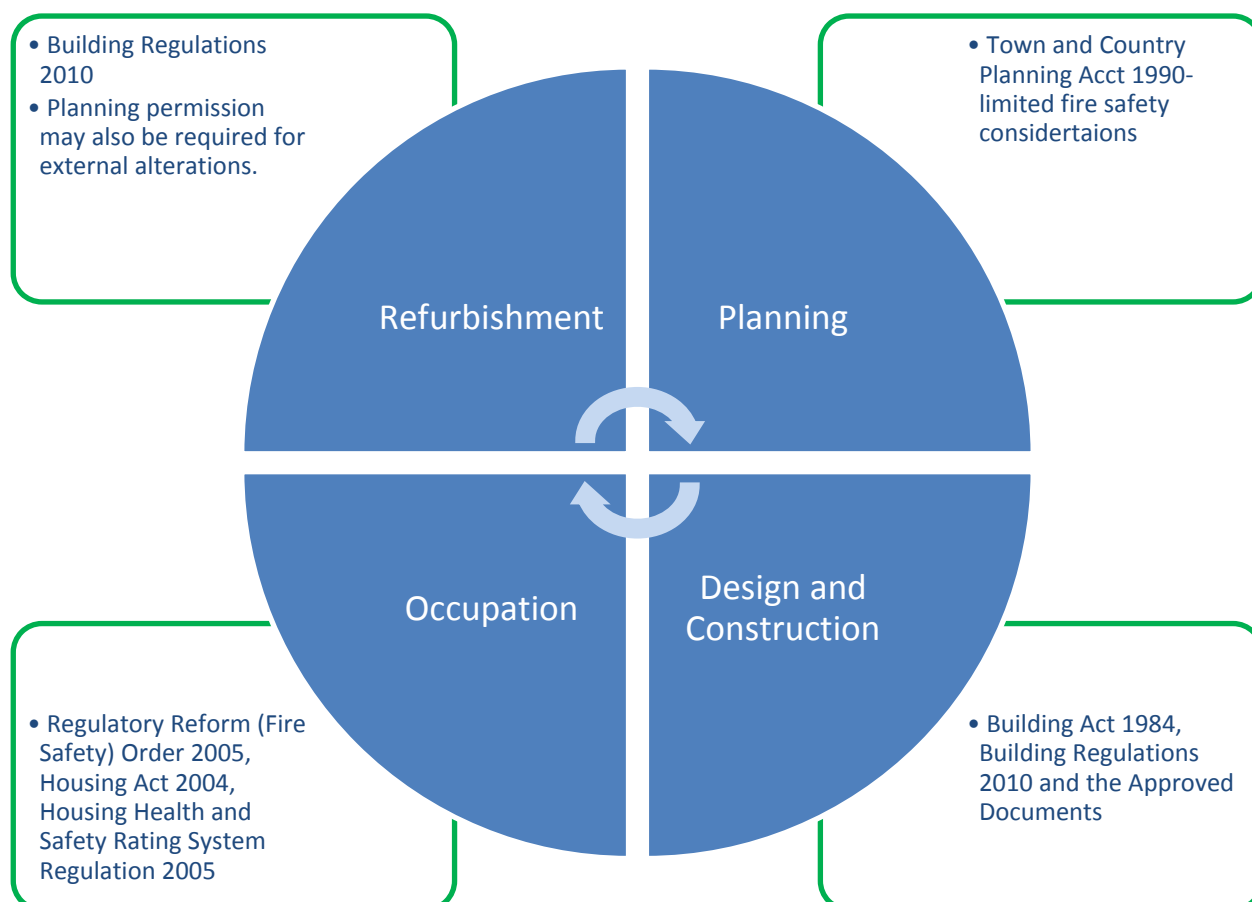 • Building Regulations
2010
• Planning permission
may also be required for
external alterations.
• Town and Country
Planning Acct 1990-
limited fire safety
considertaions
Refurbishment
Planning
Occupation
Design and
Construction
• Regulatory Reform (Fire
Safety) Order 2005,
Housing Act 2004,
Housing Health and
Safety Rating System
Regulation 2005
• Building Act 1984,
Building Regulations
2010 and the Approved
Documents